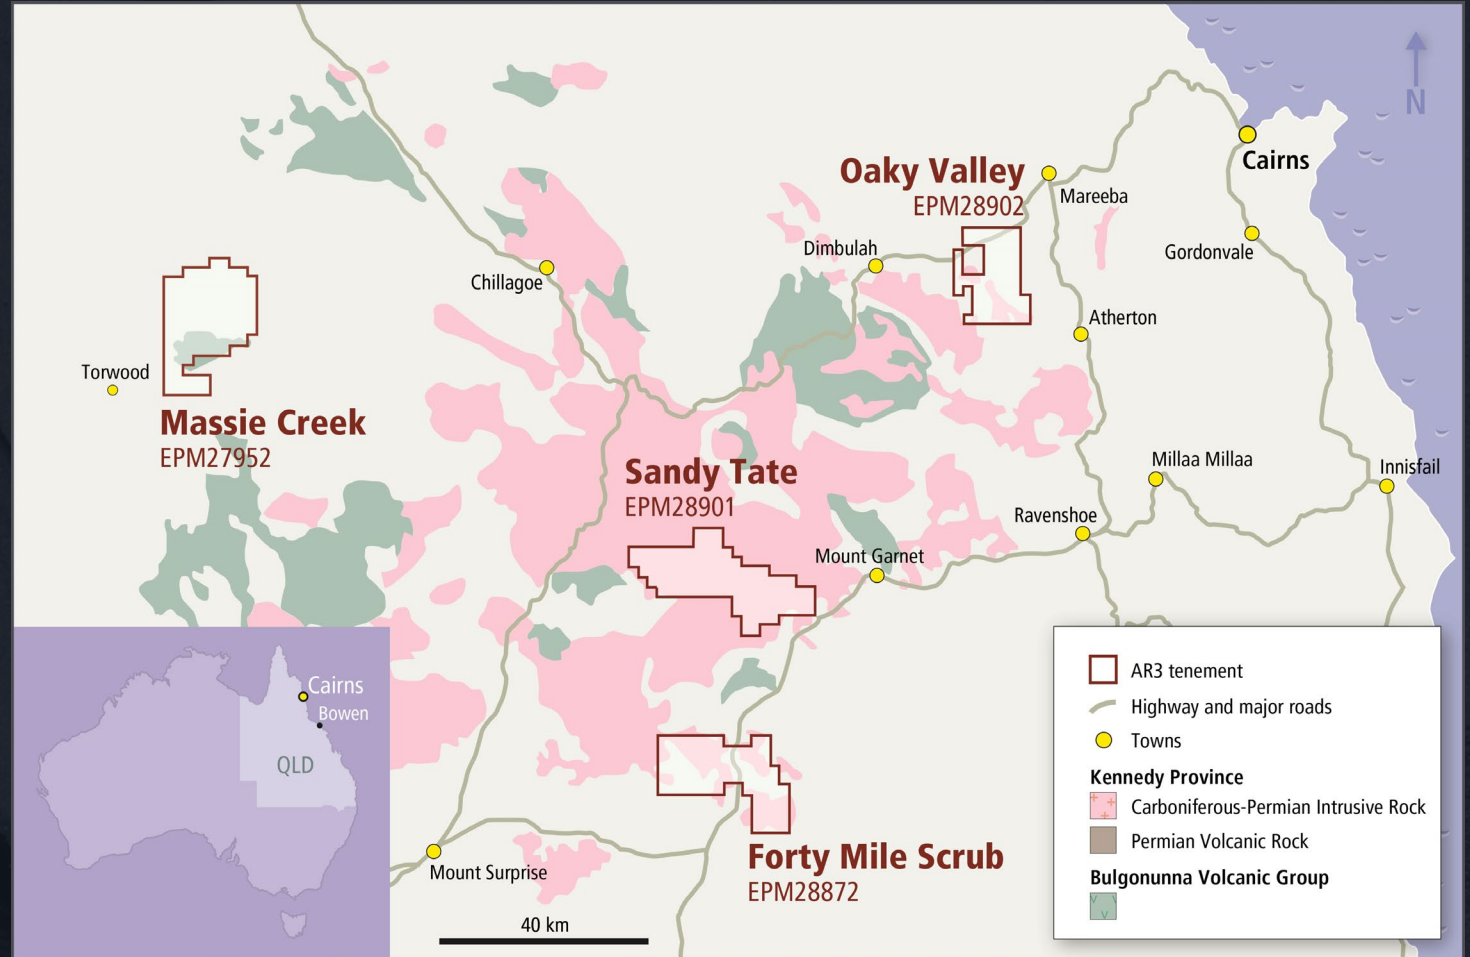 N
Cairns
Oaky Valley
EPM28902
Mareeba
Gordonvale
Dimbulah
Chillagoe
Atherton
Torwood
Massie Creek
EPM27952
Sandy Tate
EPM28901
Millaa Millaa
Innisfail
Ravenshoe
Mount Garnet
Cairns
Bowen
QLD
Mount Surprise
Forty Mile Scrub
EPM28872
40 km
AR3 tenement
Highway and major roads
Towns
Kennedy Province
Carboniferous-Permian Intrusive Rock
Permian Volcanic Rock
Bulgonunna Volcanic Group